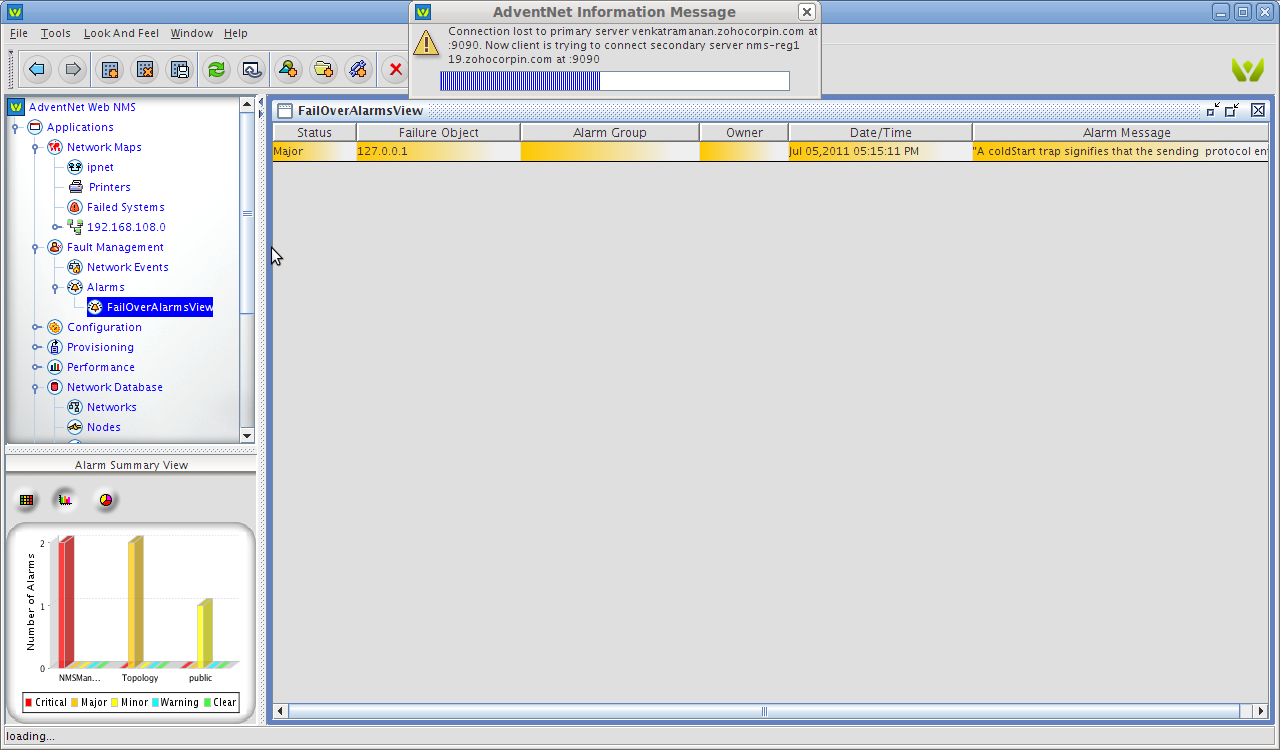 AdventNet Information Message
Connection lost to primary server venkatramanan.zohocorpin.com at
:9090. Now client is trying to connect secondary server nms-reg1
19.zohocorpin.com at :9090
File Tools Look And Feel Window Help
AdventNet Web NMS
Applications
Network Maps
ipnet
Printers
Failed Systems
192.168.108.0
Fault Management
Network Events
Alarms
FailOverAlarmsView
Configuration
Provisioning
Performance
Network Database
Networks
Nodes
FailOverAlarmsView
Status Failure Object Alarm Group Owner Date/Time Alarm Message
Major 127.0.0.1 Jul 05,2011 05:15:11 PM "A coldStart trap signifies that the sending protocol ent
Alarm Summary View
Number of Alarms
2
1
0
NMSMan... Topology public
Critical Major Minor Warning Clear
loading...